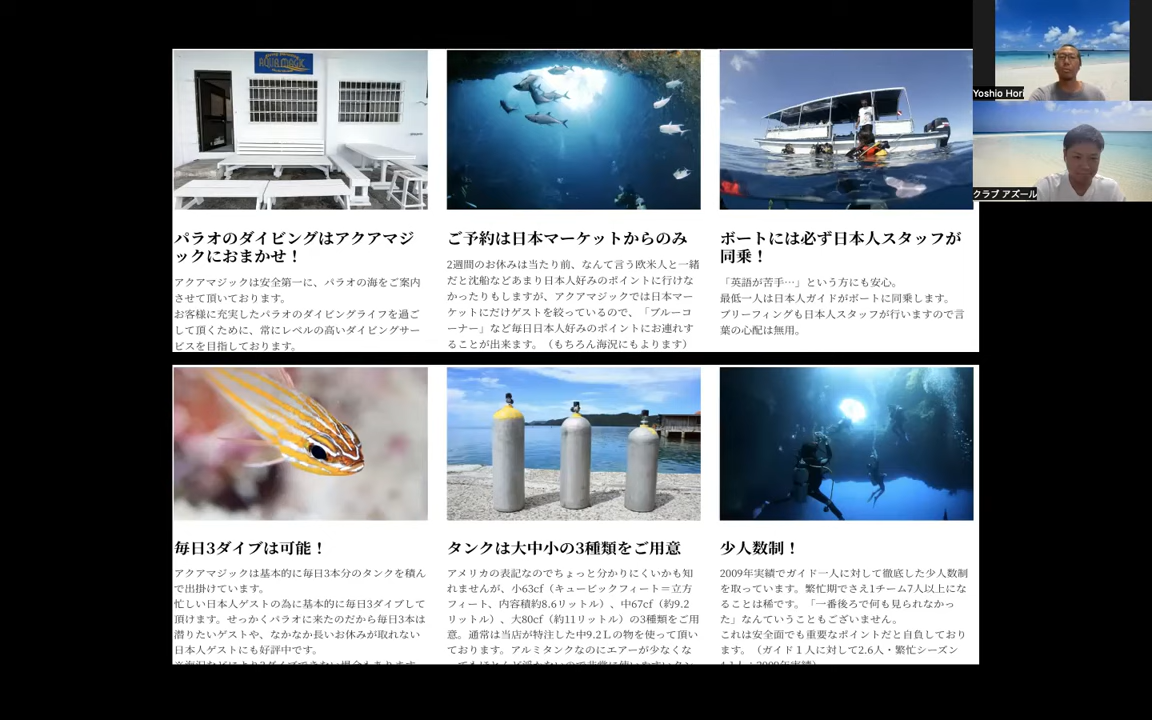 AQUA MAGIC
パラオのダイビングはアクアマジ
ックにおまかせ！
アクアマジックは安全第一に、パラオの海をご案内
させて頂いております。
お客様に充実したパラオのダイビングライフを過ご
して頂くために、常にレベルの高いダイビングサー
ビスを目指しております。
ご予約は日本マーケットからのみ
2週間のお休みは当たり前、なんて言う欧米人と一緒
だと沈船などあまり日本人好みのポイントに行けな
かったりもしますが、アクアマジックでは日本マー
ケットにだけゲストを絞っているので、「ブルーコ
ーナー」など毎日日本人好みのポイントにお連れす
ることが出来ます。（もちろん海況にもよります）
ボートには必ず日本人スタッフが
同乗！
「英語が苦手…」という方にも安心。
最低一人は日本人ガイドがボートに同乗します。
ブリーフィングも日本人スタッフが行いますので言
葉の心配は無用。
Yoshio Hori
クラブ アズール
毎日3ダイブは可能！
アクアマジックは基本的に毎日3本分のタンクを積ん
で出掛けています。
忙しい日本人ゲストの為に基本的に毎日3ダイブして
頂けます。せっかくパラオに来たのだから毎日3本は
潜りたいゲストや、なかなか長いお休みが取れない
日本人ゲストにも好評中です。
タンクは大中小の3種類をご用意
アメリカの表記なのでちょっと分かりにくいかも知
れませんが、小63cf（キュービックフィート＝立方
フィート、内容積約8.6リットル）、中67cf（約9.2
リットル）、大80cf（約11リットル）の3種類をご用
意。通常は当店が特注した中9.2Ｌの物を使って頂い
ております。アルミタンクなのにエアーが少なくな
少人数制！
2009年実績でガイド一人に対して徹底した少人数制
を取っています。繁忙期でさえ1チーム7人以上にな
ることは稀です。「一番後ろで何も見られなかっ
た」なんていうこともございません。
これは安全面でも重要なポイントだと自負しており
ます。（ガイド１人に対して2.6人・繁忙シーズン